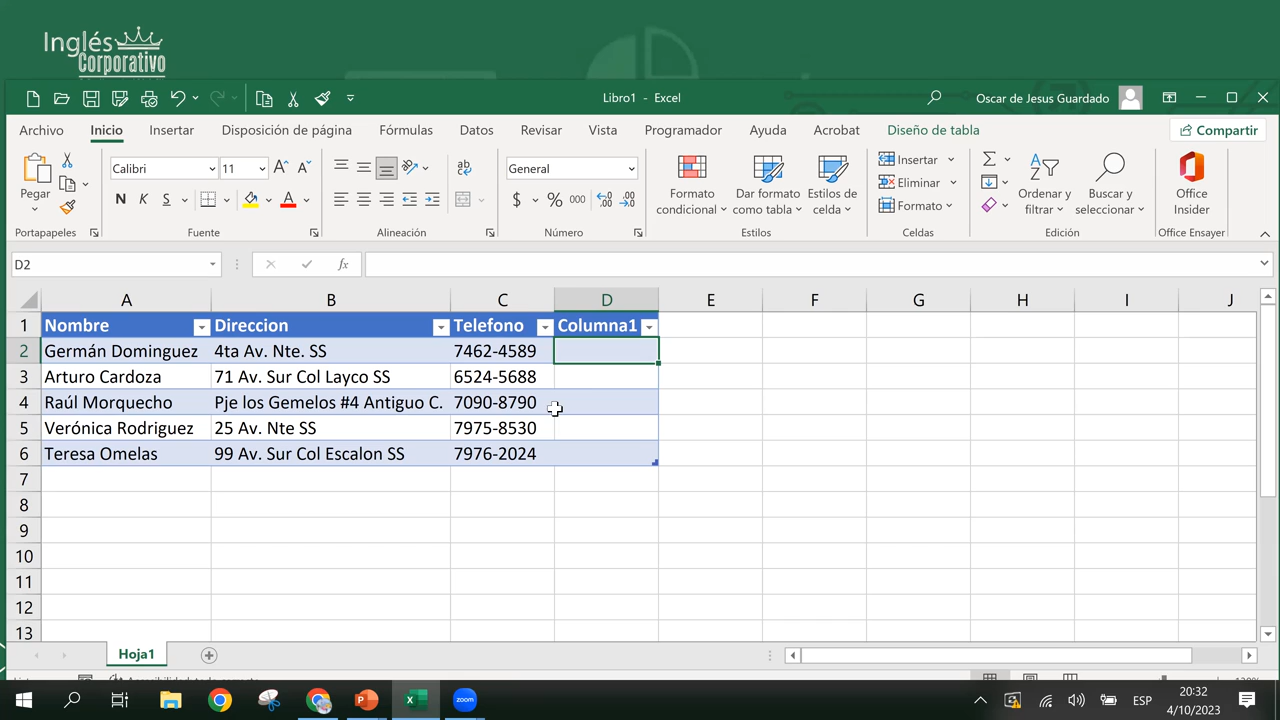 Inglés
Corporativo
Libro1 - Excel
Oscar de Jesus Guardado
Archivo Inicio Insertar Disposición de página Fórmulas Datos Revisar Vista Programador Ayuda Acrobat Diseño de tabla Compartir
Pegar
Calibri 11
N K S
General
$ % 000
Formato condicional
Dar formato como tabla
Estilos de celda
Insertar
Eliminar
Formato
Ordenar y filtrar
Buscar y seleccionar
Office Insider
Portapapeles Fuente Alineación Número Estilos Celdas Edición Office Ensayer
D2 fx
A B C D E F G H I J
1 Nombre Direccion Telefono Columna1
2 Germán Dominguez 4ta Av. Nte. SS 7462-4589
3 Arturo Cardoza 71 Av. Sur Col Layco SS 6524-5688
4 Raúl Morquecho Pje los Gemelos #4 Antiguo C. 7090-8790
5 Verónica Rodriguez 25 Av. Nte SS 7975-8530
6 Teresa Omelas 99 Av. Sur Col Escalon SS 7976-2024
7
8
9
10
11
12
13
Hoja1
zoom
ESP
20:32
4/10/2023